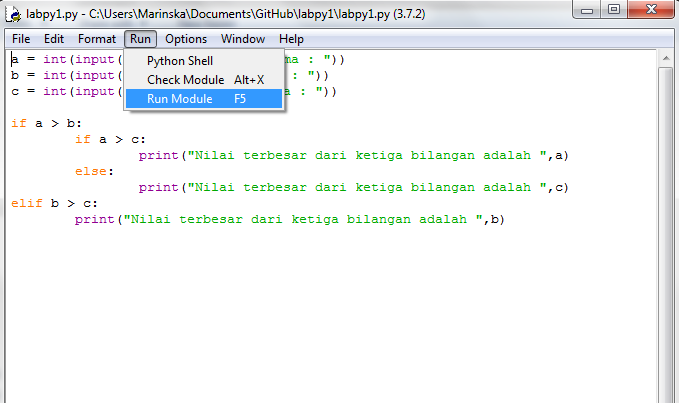 labpy1.py - C:\Users\Marinska\Documents\GitHub\labpy1\labpy1.py (3.7.2)
File Edit Format Run Options Window Help
Python Shell
Check Module Alt+X
Run Module F5
a = int(input( ma : "))
b = int(input( : "))
c = int(input( a : "))
if a > b:
if a > c:
print("Nilai terbesar dari ketiga bilangan adalah ",a)
else:
print("Nilai terbesar dari ketiga bilangan adalah ",c)
elif b > c:
print("Nilai terbesar dari ketiga bilangan adalah ",b)